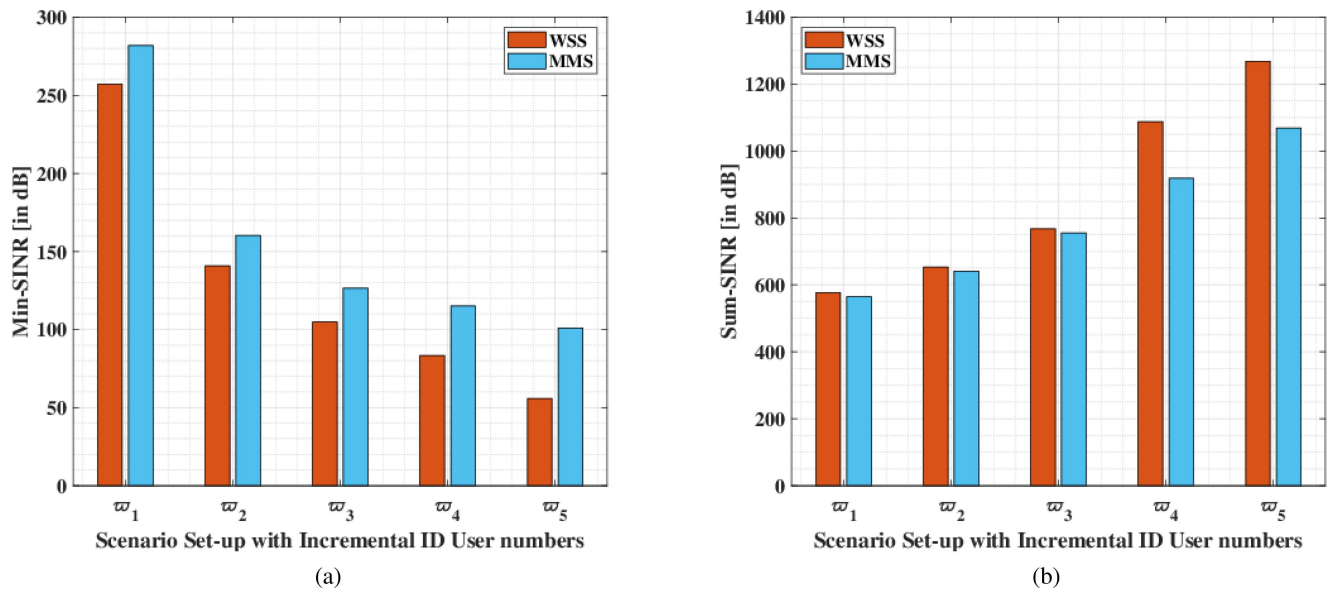 300
250
200
150
100
50
0
Min-SINR [in dB]
WSS
MMS
ϖ1 ϖ2 ϖ3 ϖ4 ϖ5
Scenario Set-up with Incremental ID User numbers
(a)
1400
1200
1000
800
600
400
200
0
Sum-SINR [in dB]
WSS
MMS
ϖ1 ϖ2 ϖ3 ϖ4 ϖ5
Scenario Set-up with Incremental ID User numbers
(b)